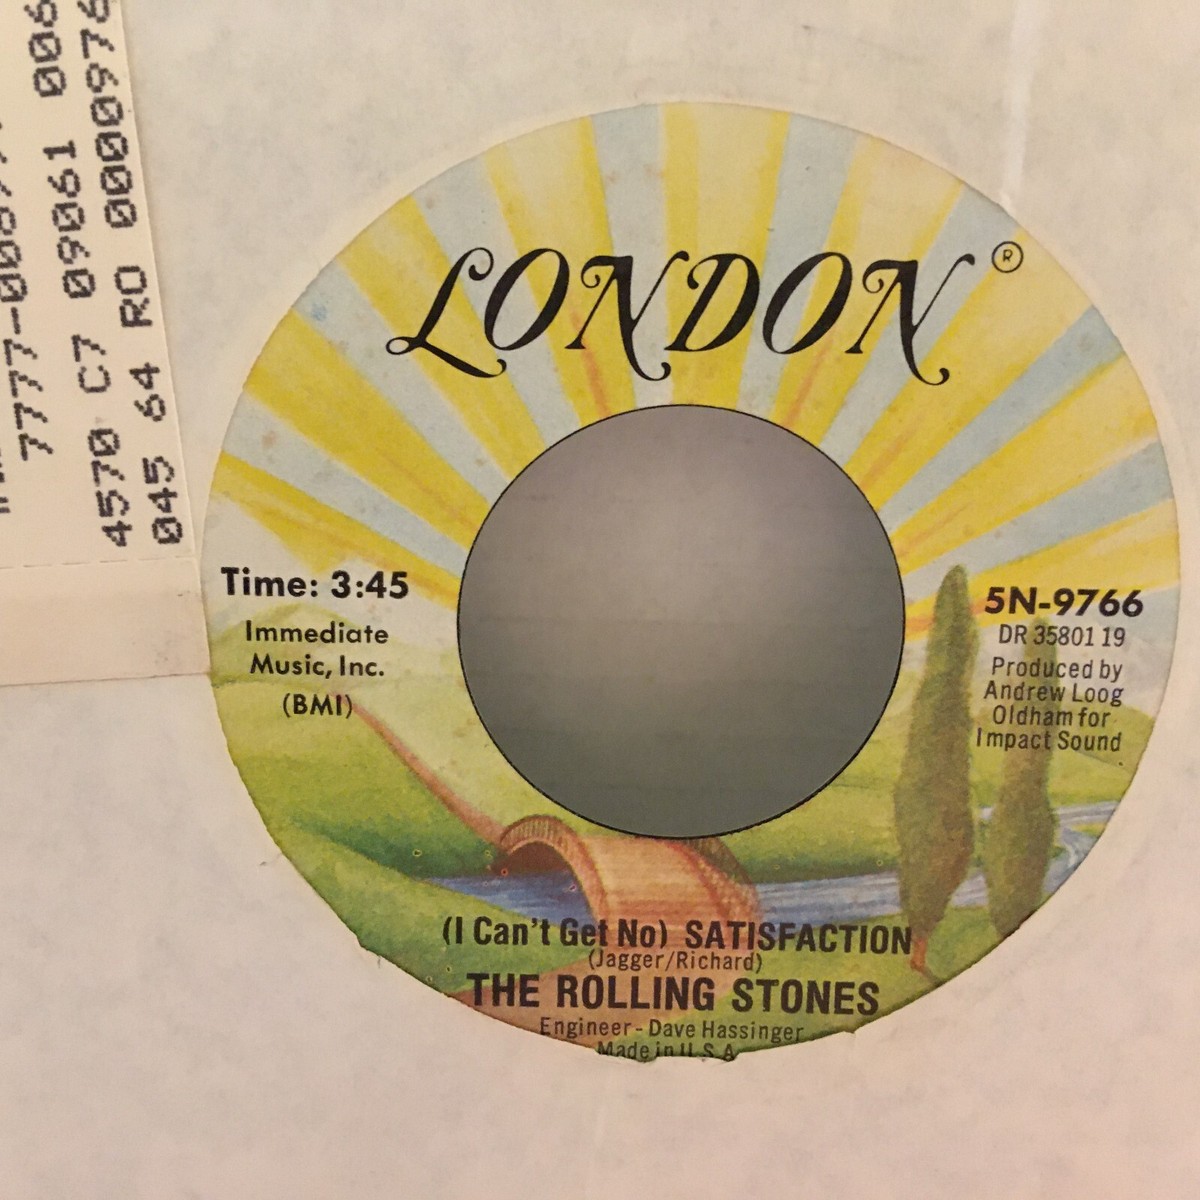 LONDON®
Time: 3:45
Immediate
Music, Inc.
(BMI)
5N-9766
DR 35801 19
Produced by
Andrew Loog
Oldham for
Impact Sound
(I Can't Get No) SATISFACTION
(Jagger/Richard)
THE ROLLING STONES
Engineer - Dave Hassinger
Made in U.S.A.
4570 C7 09061 006
045 64 RO 0000976